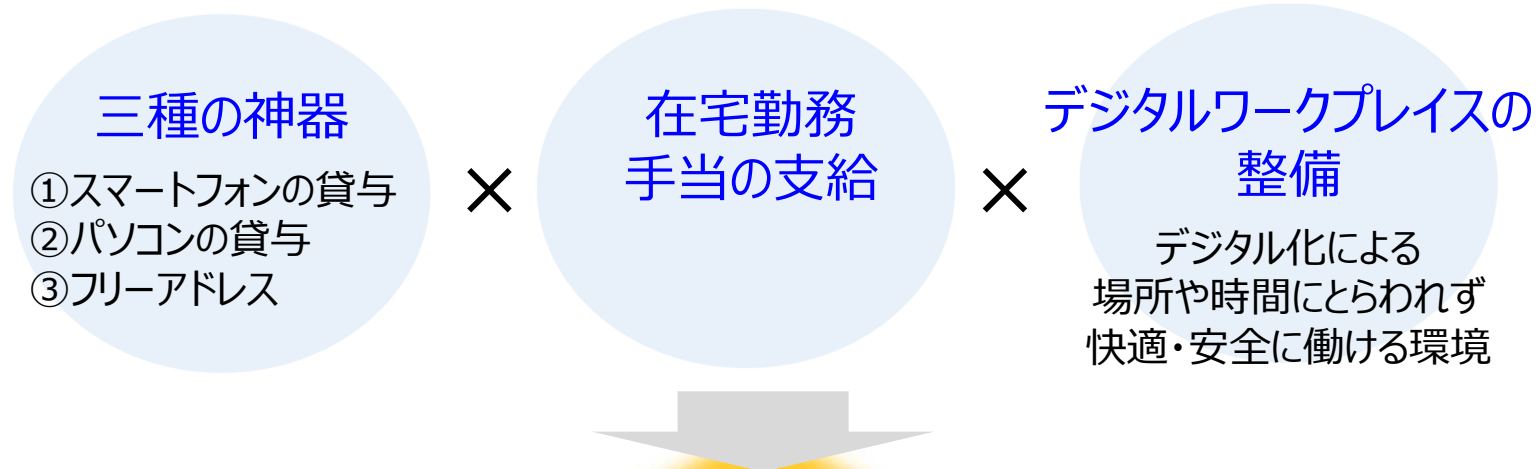 三種の神器
①スマートフォンの貸与
②パソコンの貸与
③フリーアドレス
×
在宅勤務
手当の支給
×
デジタルワークプレイスの
整備
デジタル化による
場所や時間にとらわれず
快適・安全に働ける環境